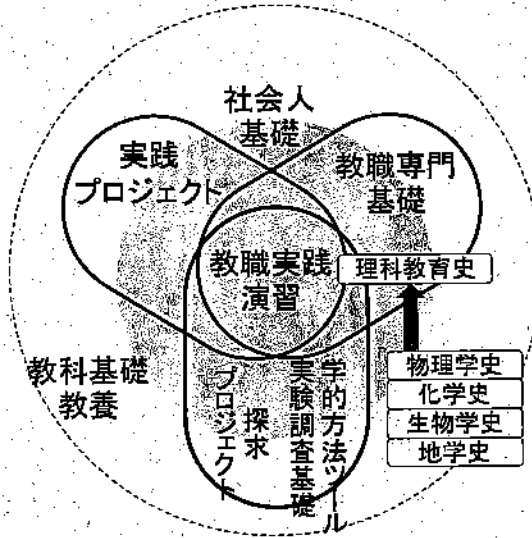 社会人
基礎
実践
プロジェクト
教職専門
基礎
教職実践
演習
理科教育史
教科基礎
教養
探求
プロジェクト
学的方法ツール
実験調査基礎
物理学史
化学史
生物学史
地学史